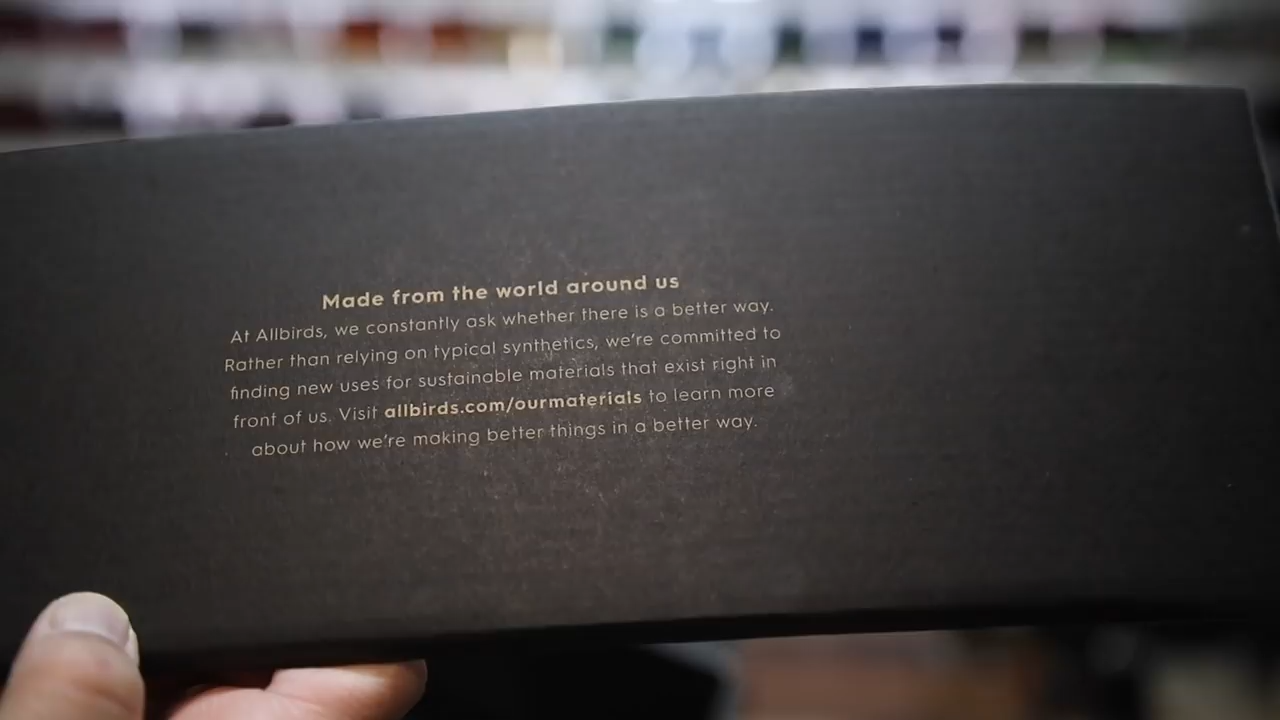 Made from the world around us
At Allbirds, we constantly ask whether there is a better way.
Rather than relying on typical synthetics, we're committed to
finding new uses for sustainable materials that exist right in
front of us. Visit allbirds.com/ourmaterials to learn more
about how we're making better things in a better way.